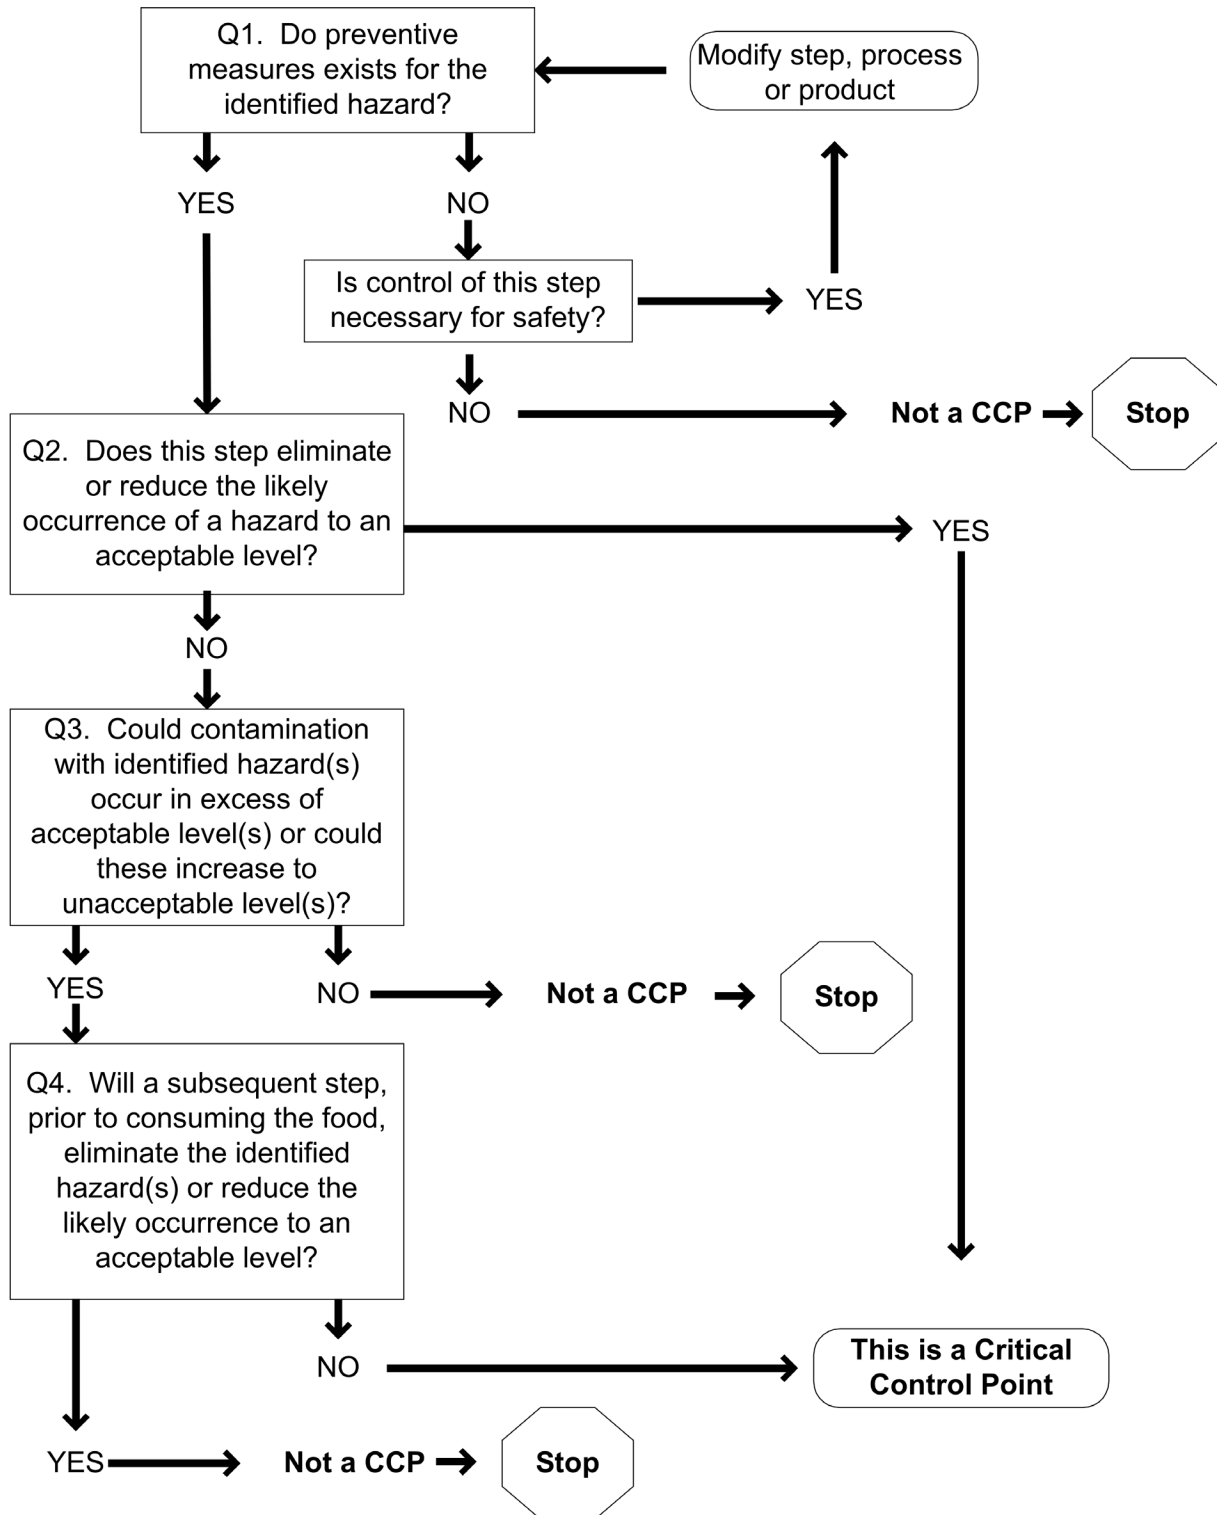 Q1.  Do preventive
measures exists for the
identified hazard?
Modify step, process
or product
YES
NO
Is control of this step
necessary for safety?
YES
NO
Not a CCP
Stop
Q2.  Does this step eliminate
or reduce the likely
occurrence of a hazard to an
acceptable level?
YES
NO
Q3.  Could contamination
with identified hazard(s)
occur in excess of
acceptable level(s) or could
these increase to
unacceptable level(s)?
YES
NO
Not a CCP
Stop
Q4.  Will a subsequent step,
prior to consuming the food,
eliminate the identified
hazard(s) or reduce the
likely occurrence to an
acceptable level?
NO
This is a Critical
Control Point
YES
Not a CCP
Stop